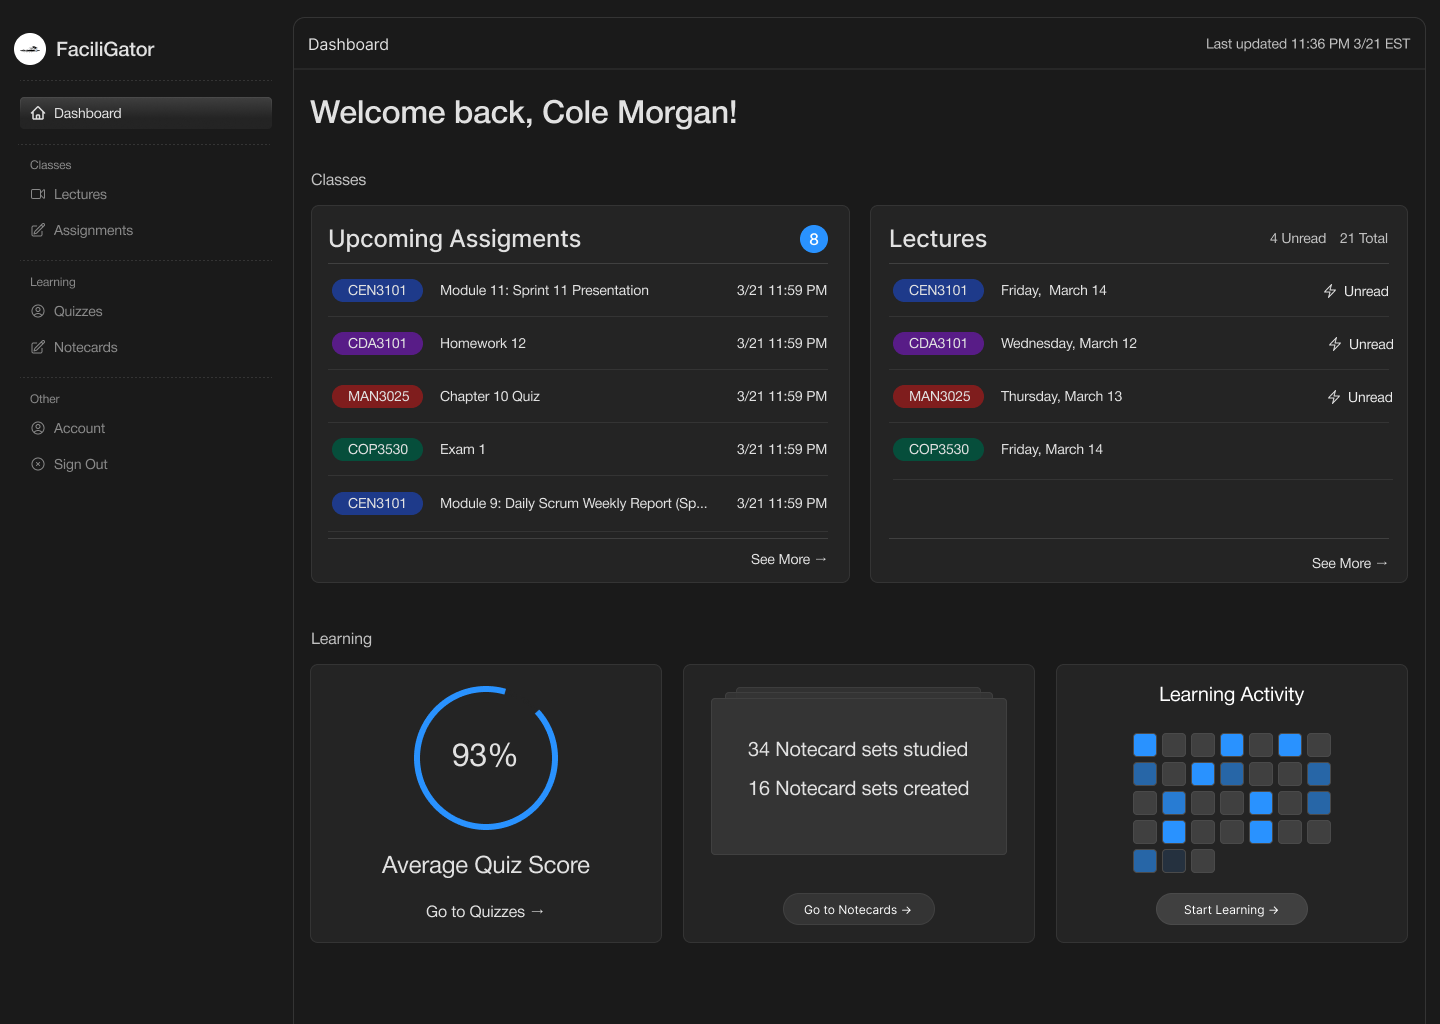 FaciliGator
Dashboard
Classes
Lectures
Assignments
Learning
Quizzes
Notecards
Other
Account
Sign Out
Dashboard
Last updated 11:36 PM 3/21 EST
Welcome back, Cole Morgan!
Classes
Upcoming Assigments
8
CEN3101 Module 11: Sprint 11 Presentation 3/21 11:59 PM
CDA3101 Homework 12 3/21 11:59 PM
MAN3025 Chapter 10 Quiz 3/21 11:59 PM
COP3530 Exam 1 3/21 11:59 PM
CEN3101 Module 9: Daily Scrum Weekly Report (Sp... 3/21 11:59 PM
See More →
Lectures
4 Unread 21 Total
CEN3101 Friday, March 14 Unread
CDA3101 Wednesday, March 12 Unread
MAN3025 Thursday, March 13 Unread
COP3530 Friday, March 14
See More →
Learning
93%
Average Quiz Score
Go to Quizzes →
34 Notecard sets studied
16 Notecard sets created
Go to Notecards →
Learning Activity
Start Learning →